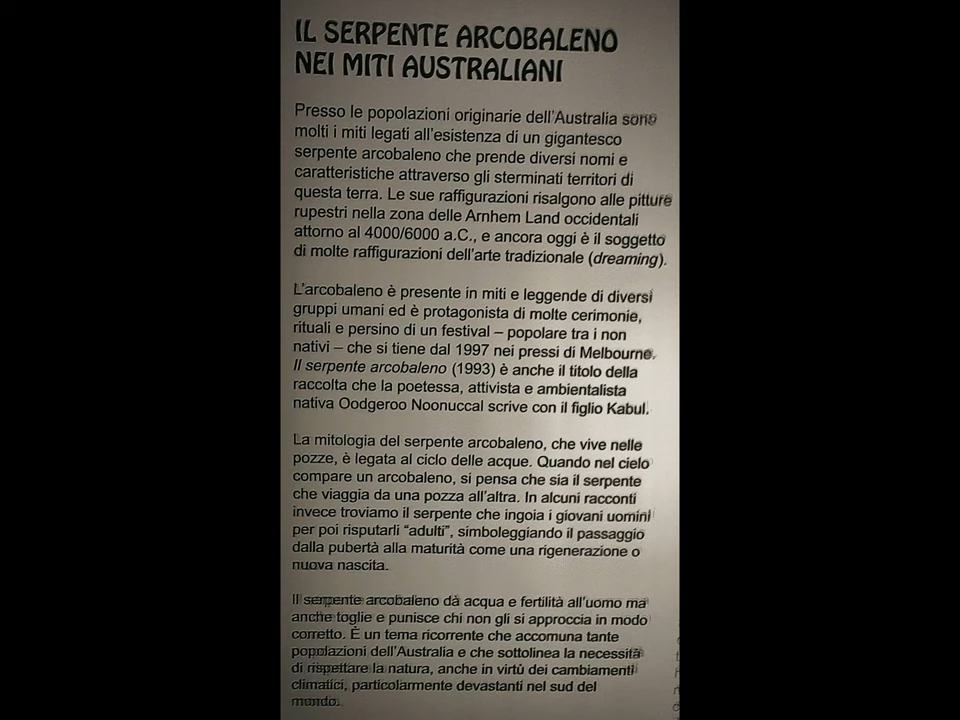 IL SERPENTE ARCOBALENO
NEI MITI AUSTRALIANI
Presso le popolazioni originarie dell'Australia sono
molti i miti legati all'esistenza di un gigantesco
serpente arcobaleno che prende diversi nomi e
caratteristiche attraverso gli sterminati territori di
questa terra. Le sue raffigurazioni risalgono alle pitture
rupestri nella zona delle Arnhem Land occidentali
attorno al 4000/6000 a.C., e ancora oggi è il soggetto
di molte raffigurazioni dell'arte tradizionale (dreaming).
L'arcobaleno è presente in miti e leggende di diversi
gruppi umani ed è protagonista di molte cerimonie,
rituali e persino di un festival – popolare tra i non
nativi – che si tiene dal 1997 nei pressi di Melbourne.
Il serpente arcobaleno (1993) è anche il titolo della
raccolta che la poetessa, attivista e ambientalista
nativa Oodgeroo Noonuccal scrive con il figlio Kabul.
La mitologia del serpente arcobaleno, che vive nelle
pozze, è legata al ciclo delle acque. Quando nel cielo
compare un arcobaleno, si pensa che sia il serpente
che viaggia da una pozza all'altra. In alcuni racconti
invece troviamo il serpente che ingoia i giovani uomini
per poi risputarli “adulti”, simboleggiando il passaggio
dalla pubertà alla maturità come una rigenerazione o
nuova nascita.
Il serpente arcobaleno dà acqua e fertilità all'uomo ma
anche toglie e punisce chi non gli si approccia in modo
corretto. È un tema ricorrente che accomuna tante
popolazioni dell'Australia e che sottolinea la necessità
di rispettare la natura, anche in virtù dei cambiamenti
climatici, particolarmente devastanti nel sud del
mondo.